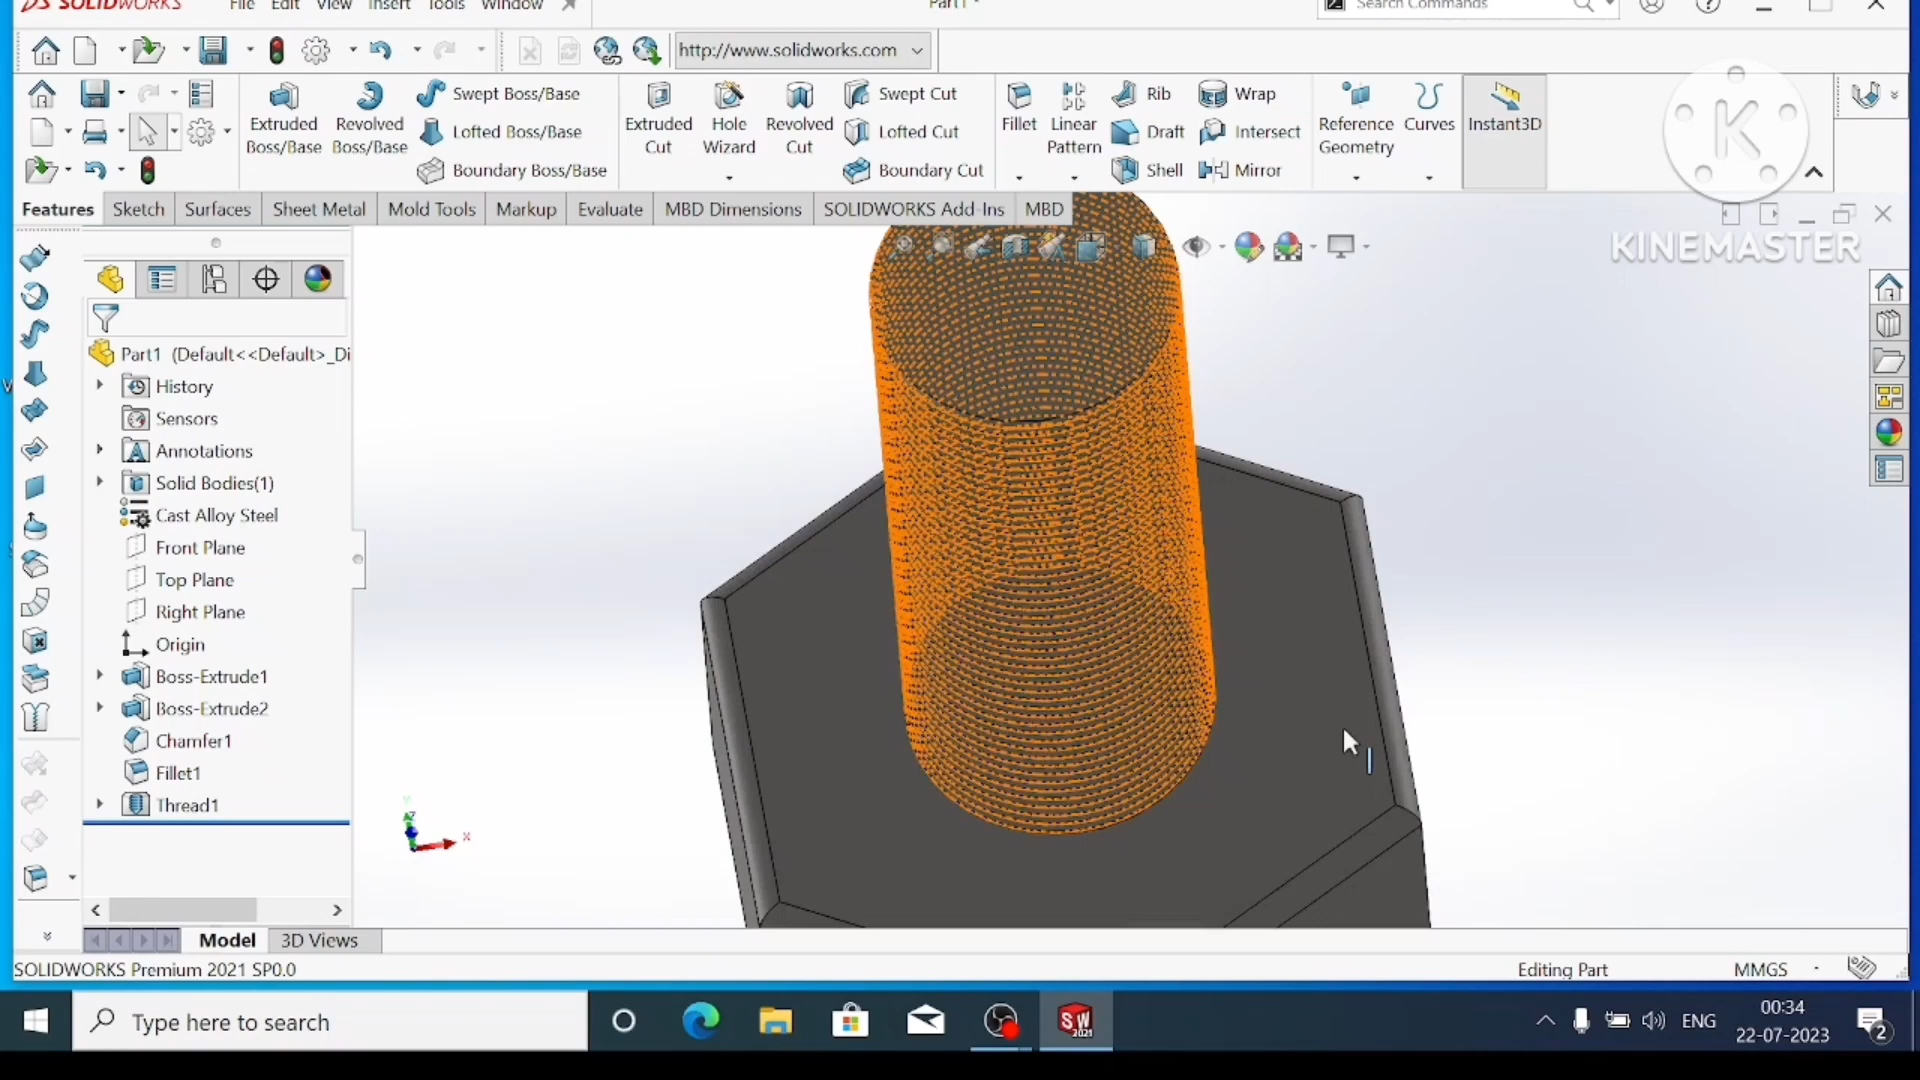 SOLIDWORKS File Edit View Insert Tools Window Part1 * Search Commands
http://www.solidworks.com
Extruded Boss/Base
Revolved Boss/Base
Swept Boss/Base
Lofted Boss/Base
Boundary Boss/Base
Extruded Cut
Hole Wizard
Revolved Cut
Swept Cut
Lofted Cut
Boundary Cut
Fillet
Linear Pattern
Rib
Draft
Shell
Wrap
Intersect
Mirror
Reference Geometry
Curves
Instant3D
K
KINEMASTER
Features Sketch Surfaces Sheet Metal Mold Tools Markup Evaluate MBD Dimensions SOLIDWORKS Add-Ins MBD
Part1 (Default<<Default>_Di
History
Sensors
Annotations
Solid Bodies(1)
Cast Alloy Steel
Front Plane
Top Plane
Right Plane
Origin
Boss-Extrude1
Boss-Extrude2
Chamfer1
Fillet1
Thread1
Y
Z
X
Model 3D Views
SOLIDWORKS Premium 2021 SP0.0 Editing Part MMGS
Type here to search
SW
2021
ENG
00:34
22-07-2023
2